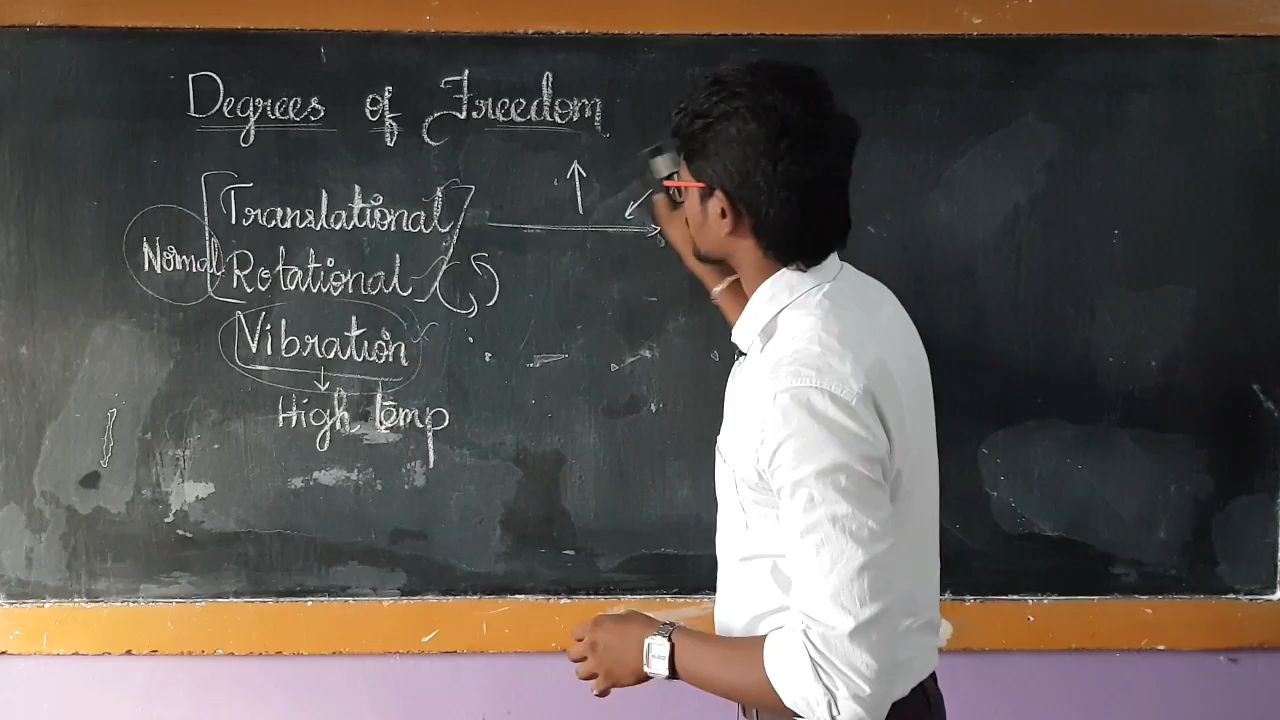 Degrees of Freedom
Translational
Normal Rotational
Vibration
High temp